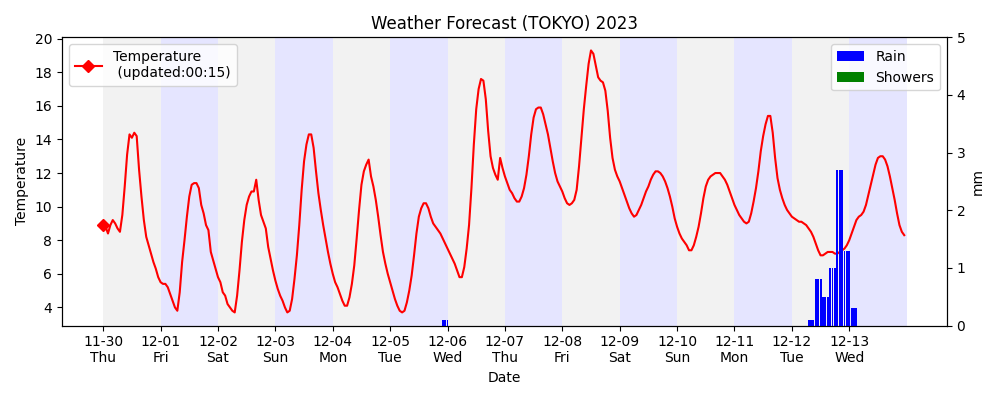 Weather Forecast (TOKYO) 2023
Temperature
(updated:00:15)
Rain
Showers
20
18
16
14
12
10
8
6
4
Temperature
5
4
3
2
1
0
mm
11-30 12-01 12-02 12-03 12-04 12-05 12-06 12-07 12-08 12-09 12-10 12-11 12-12 12-13
Thu Fri Sat Sun Mon Tue Wed Thu Fri Sat Sun Mon Tue Wed
Date